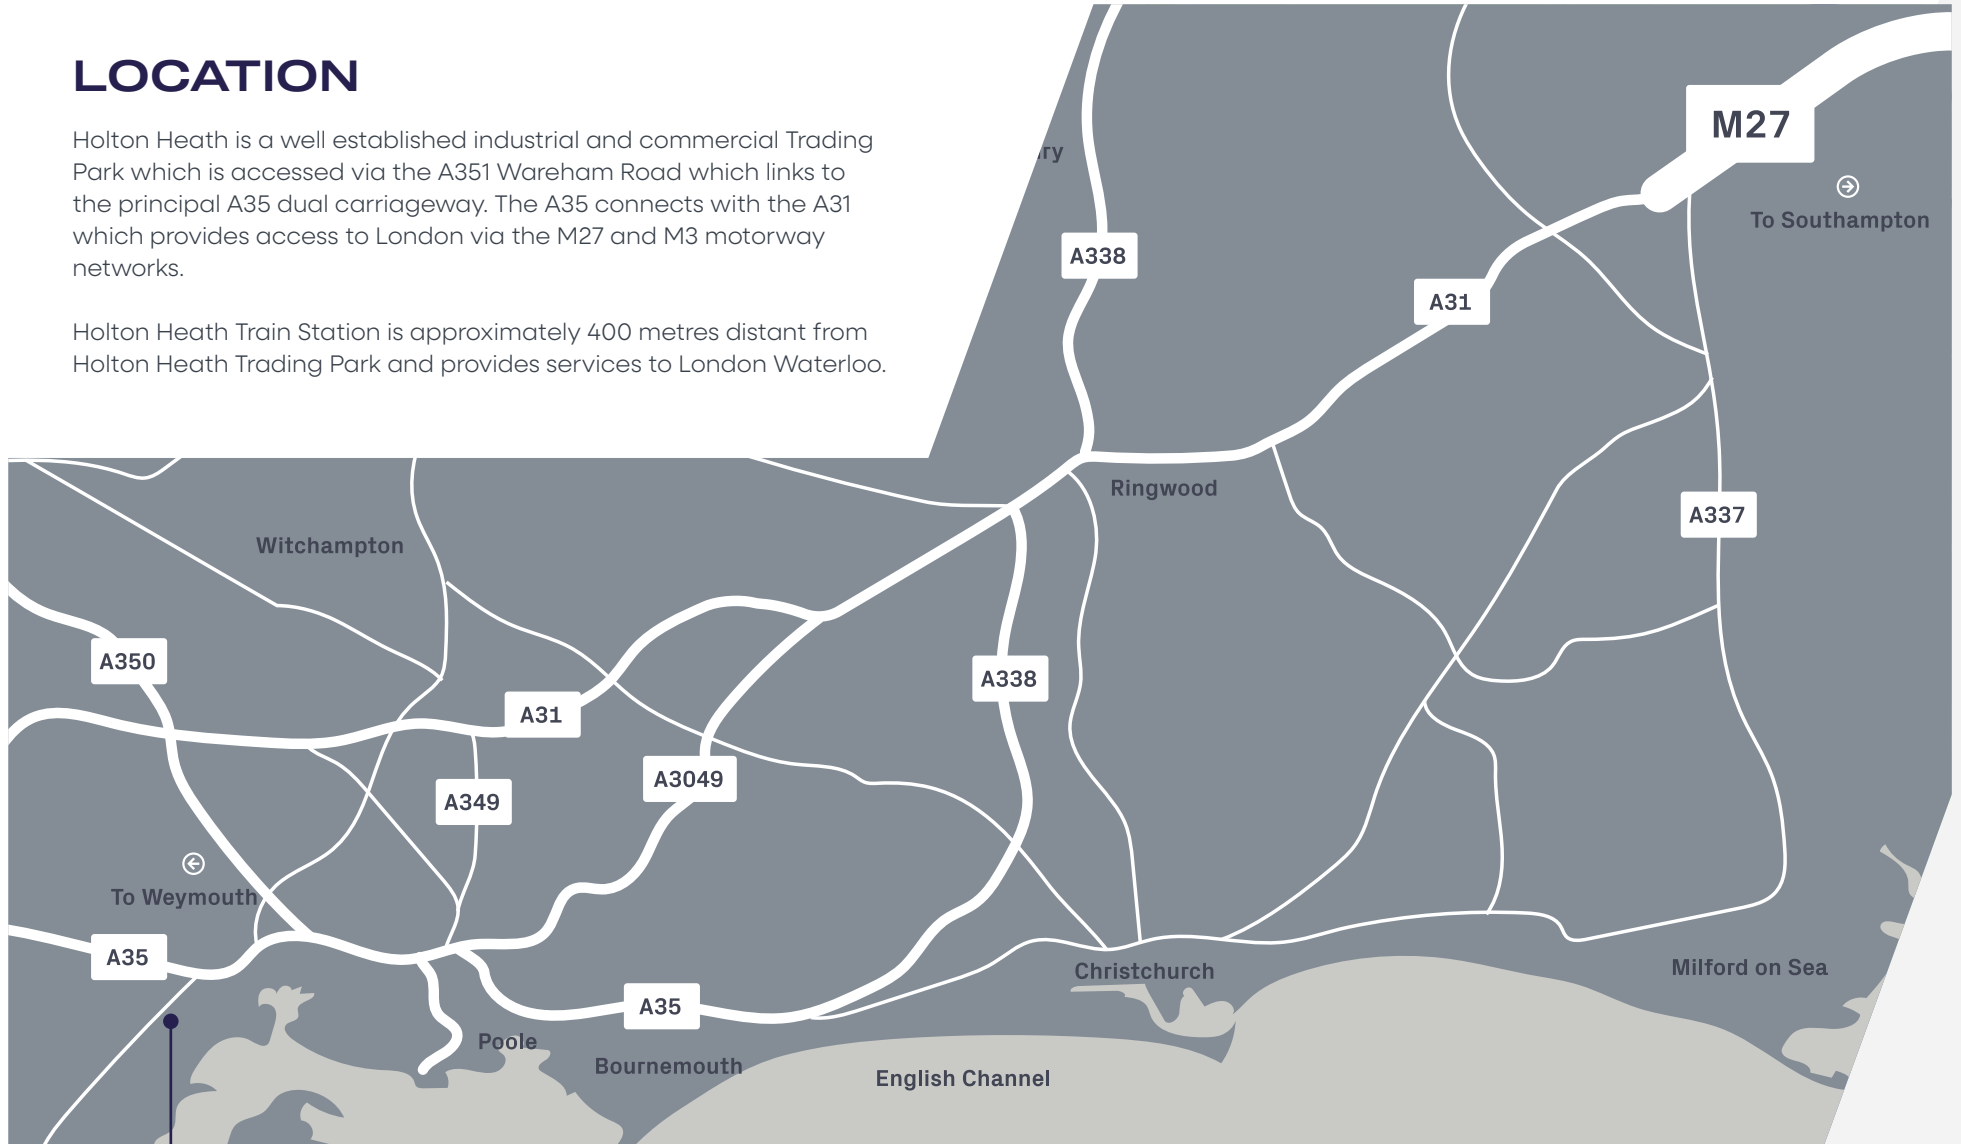 LOCATION
Holton Heath is a well established industrial and commercial Trading
Park which is accessed via the A351 Wareham Road which links to
the principal A35 dual carriageway. The A35 connects with the A31
which provides access to London via the M27 and M3 motorway
networks.
Holton Heath Train Station is approximately 400 metres distant from
Holton Heath Trading Park and provides services to London Waterloo.
M27
ry
To Southampton
A338
A31
Ringwood
A337
Witchampton
A350
A338
A31
A3049
A349
To Weymouth
A35
Christchurch
Milford on Sea
A35
Poole
Bournemouth
English Channel